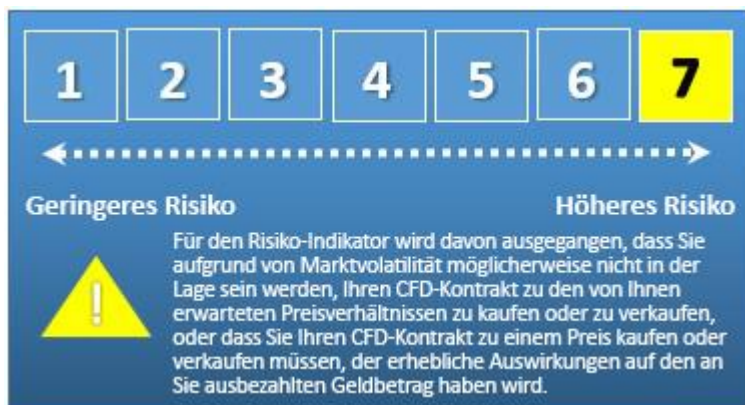 1 2 3 4 5 6 7
Geringeres Risiko Höheres Risiko
Für den Risiko-Indikator wird davon ausgegangen, dass Sie
aufgrund von Marktvolatilität möglicherweise nicht in der
Lage sein werden, Ihren CFD-Kontrakt zu den von Ihnen
erwarteten Preisverhältnissen zu kaufen oder zu verkaufen,
oder dass Sie Ihren CFD-Kontrakt zu einem Preis kaufen oder
verkaufen müssen, der erhebliche Auswirkungen auf den an
Sie ausbezahlten Geldbetrag haben wird.
!